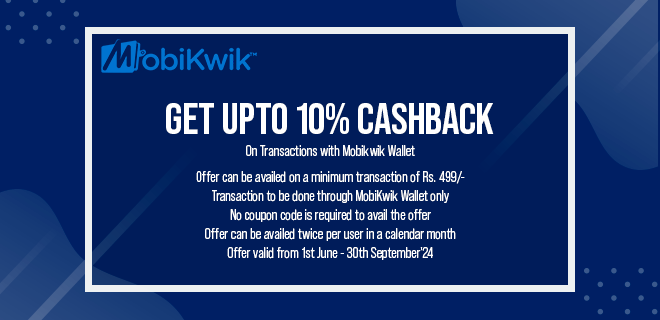 MobiKwik™
GET UPTO 10% CASHBACK
On Transactions with Mobikwik Wallet
Offer can be availed on a minimum transaction of Rs. 499/-
Transaction to be done through MobiKwik Wallet only
No coupon code is required to avail the offer
Offer can be availed twice per user in a calendar month
Offer valid from 1st June - 30th September'24